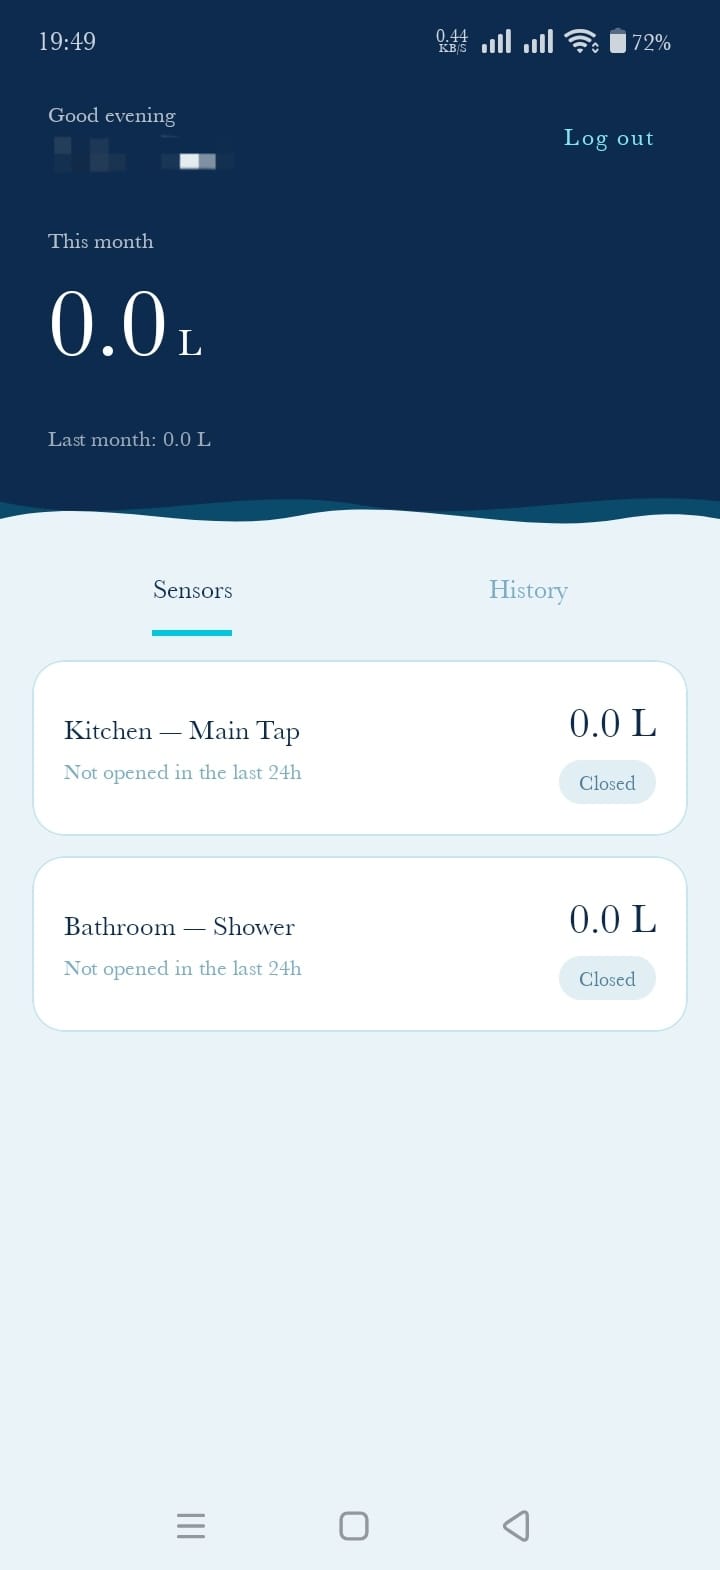 19:49
0.44
KB/S
72%
Good evening
Log out
This month
0.0 L
Last month: 0.0 L
Sensors
History
Kitchen — Main Tap
0.0 L
Not opened in the last 24h
Closed
Bathroom — Shower
0.0 L
Not opened in the last 24h
Closed